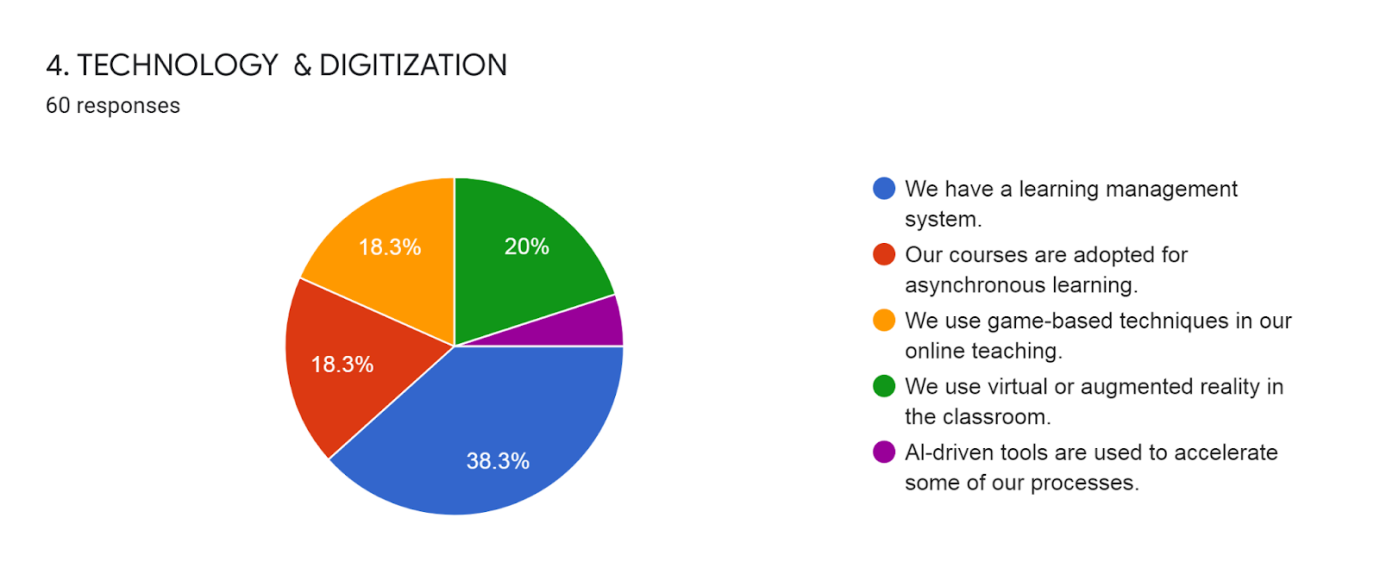 4. TECHNOLOGY & DIGITIZATION
60 responses
18.3%
20%
18.3%
38.3%
We have a learning management
system.
Our courses are adopted for
asynchronous learning.
We use game-based techniques in our
online teaching.
We use virtual or augmented reality in
the classroom.
AI-driven tools are used to accelerate
some of our processes.